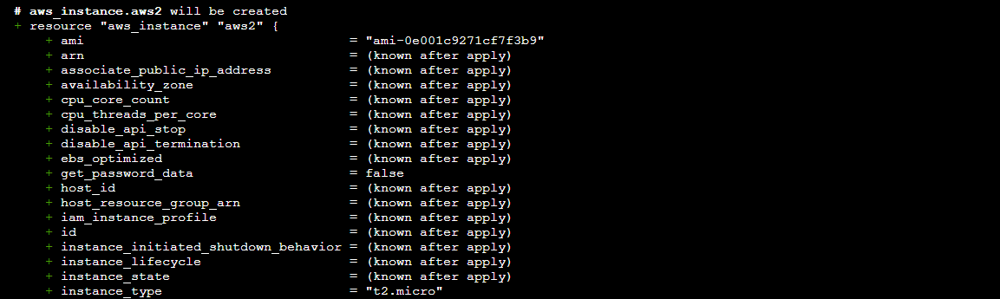 # aws_instance.aws2 will be created
+ resource "aws_instance" "aws2" {
+ ami = "ami-0e001c9271cf7f3b9"
+ arn = (known after apply)
+ associate_public_ip_address = (known after apply)
+ availability_zone = (known after apply)
+ cpu_core_count = (known after apply)
+ cpu_threads_per_core = (known after apply)
+ disable_api_stop = (known after apply)
+ disable_api_termination = (known after apply)
+ ebs_optimized = (known after apply)
+ get_password_data = false
+ host_id = (known after apply)
+ host_resource_group_arn = (known after apply)
+ iam_instance_profile = (known after apply)
+ id = (known after apply)
+ instance_initiated_shutdown_behavior = (known after apply)
+ instance_lifecycle = (known after apply)
+ instance_state = (known after apply)
+ instance_type = "t2.micro"